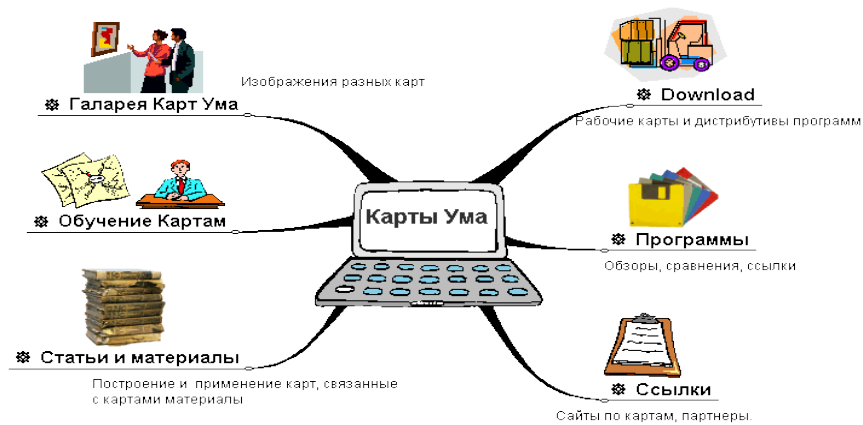 Изображения разных карт
Галарея Карт Ума
Обучение Картам
Статьи и материалы
Построение и применение карт, связанные
с картами материалы
Карты Ума
Download
Рабочие карты и дистрибутивы программ
Программы
Обзоры, сравнения, ссылки
Ссылки
Сайты по картам, партнеры.